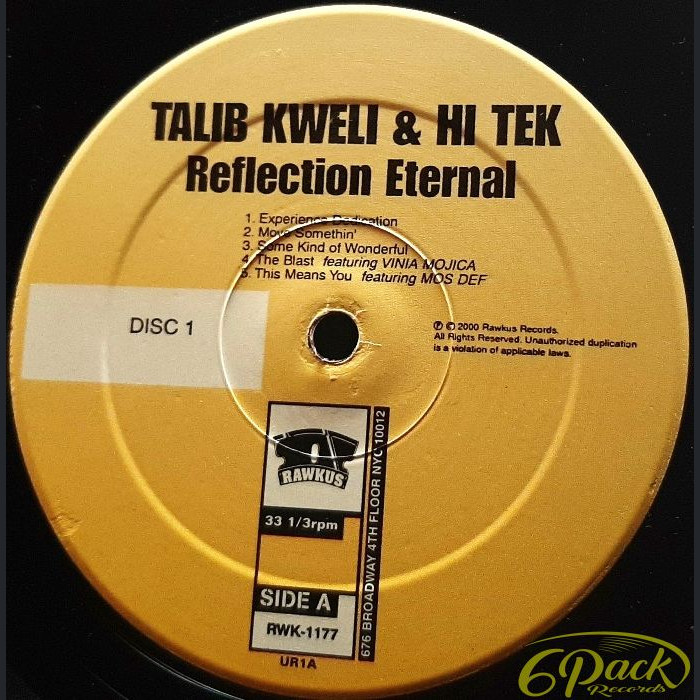 TALIB KWELI & HI TEK
Reflection Eternal
1. Experience Dedication
2. Move Somethin'
3. Some Kind of Wonderful
4. The Blast featuring VINIA MOJICA
5. This Means You featuring MOS DEF
DISC 1
℗ © 2000 Rawkus Records.
All Rights Reserved. Unauthorized duplication
is a violation of applicable laws.
RAWKUS
33 1/3rpm
SIDE A
RWK-1177
676 BROADWAY 4TH FLOOR NYC 10012
UR1A
6Pack
Records